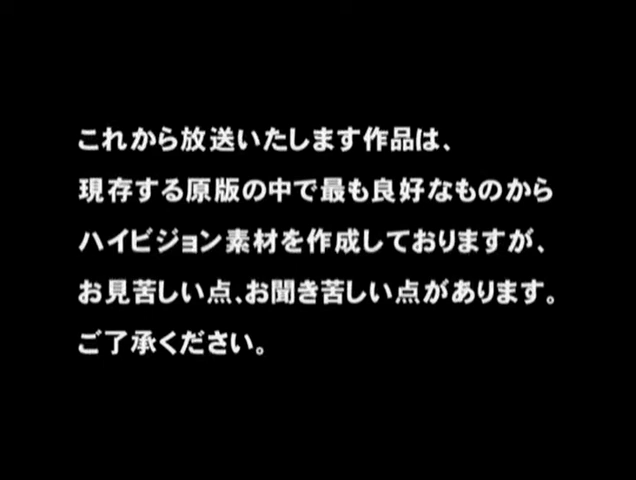 これから放送いたします作品は、
現存する原版の中で最も良好なものから
ハイビジョン素材を作成しておりますが、
お見苦しい点、お聞き苦しい点があります。
ご了承ください。